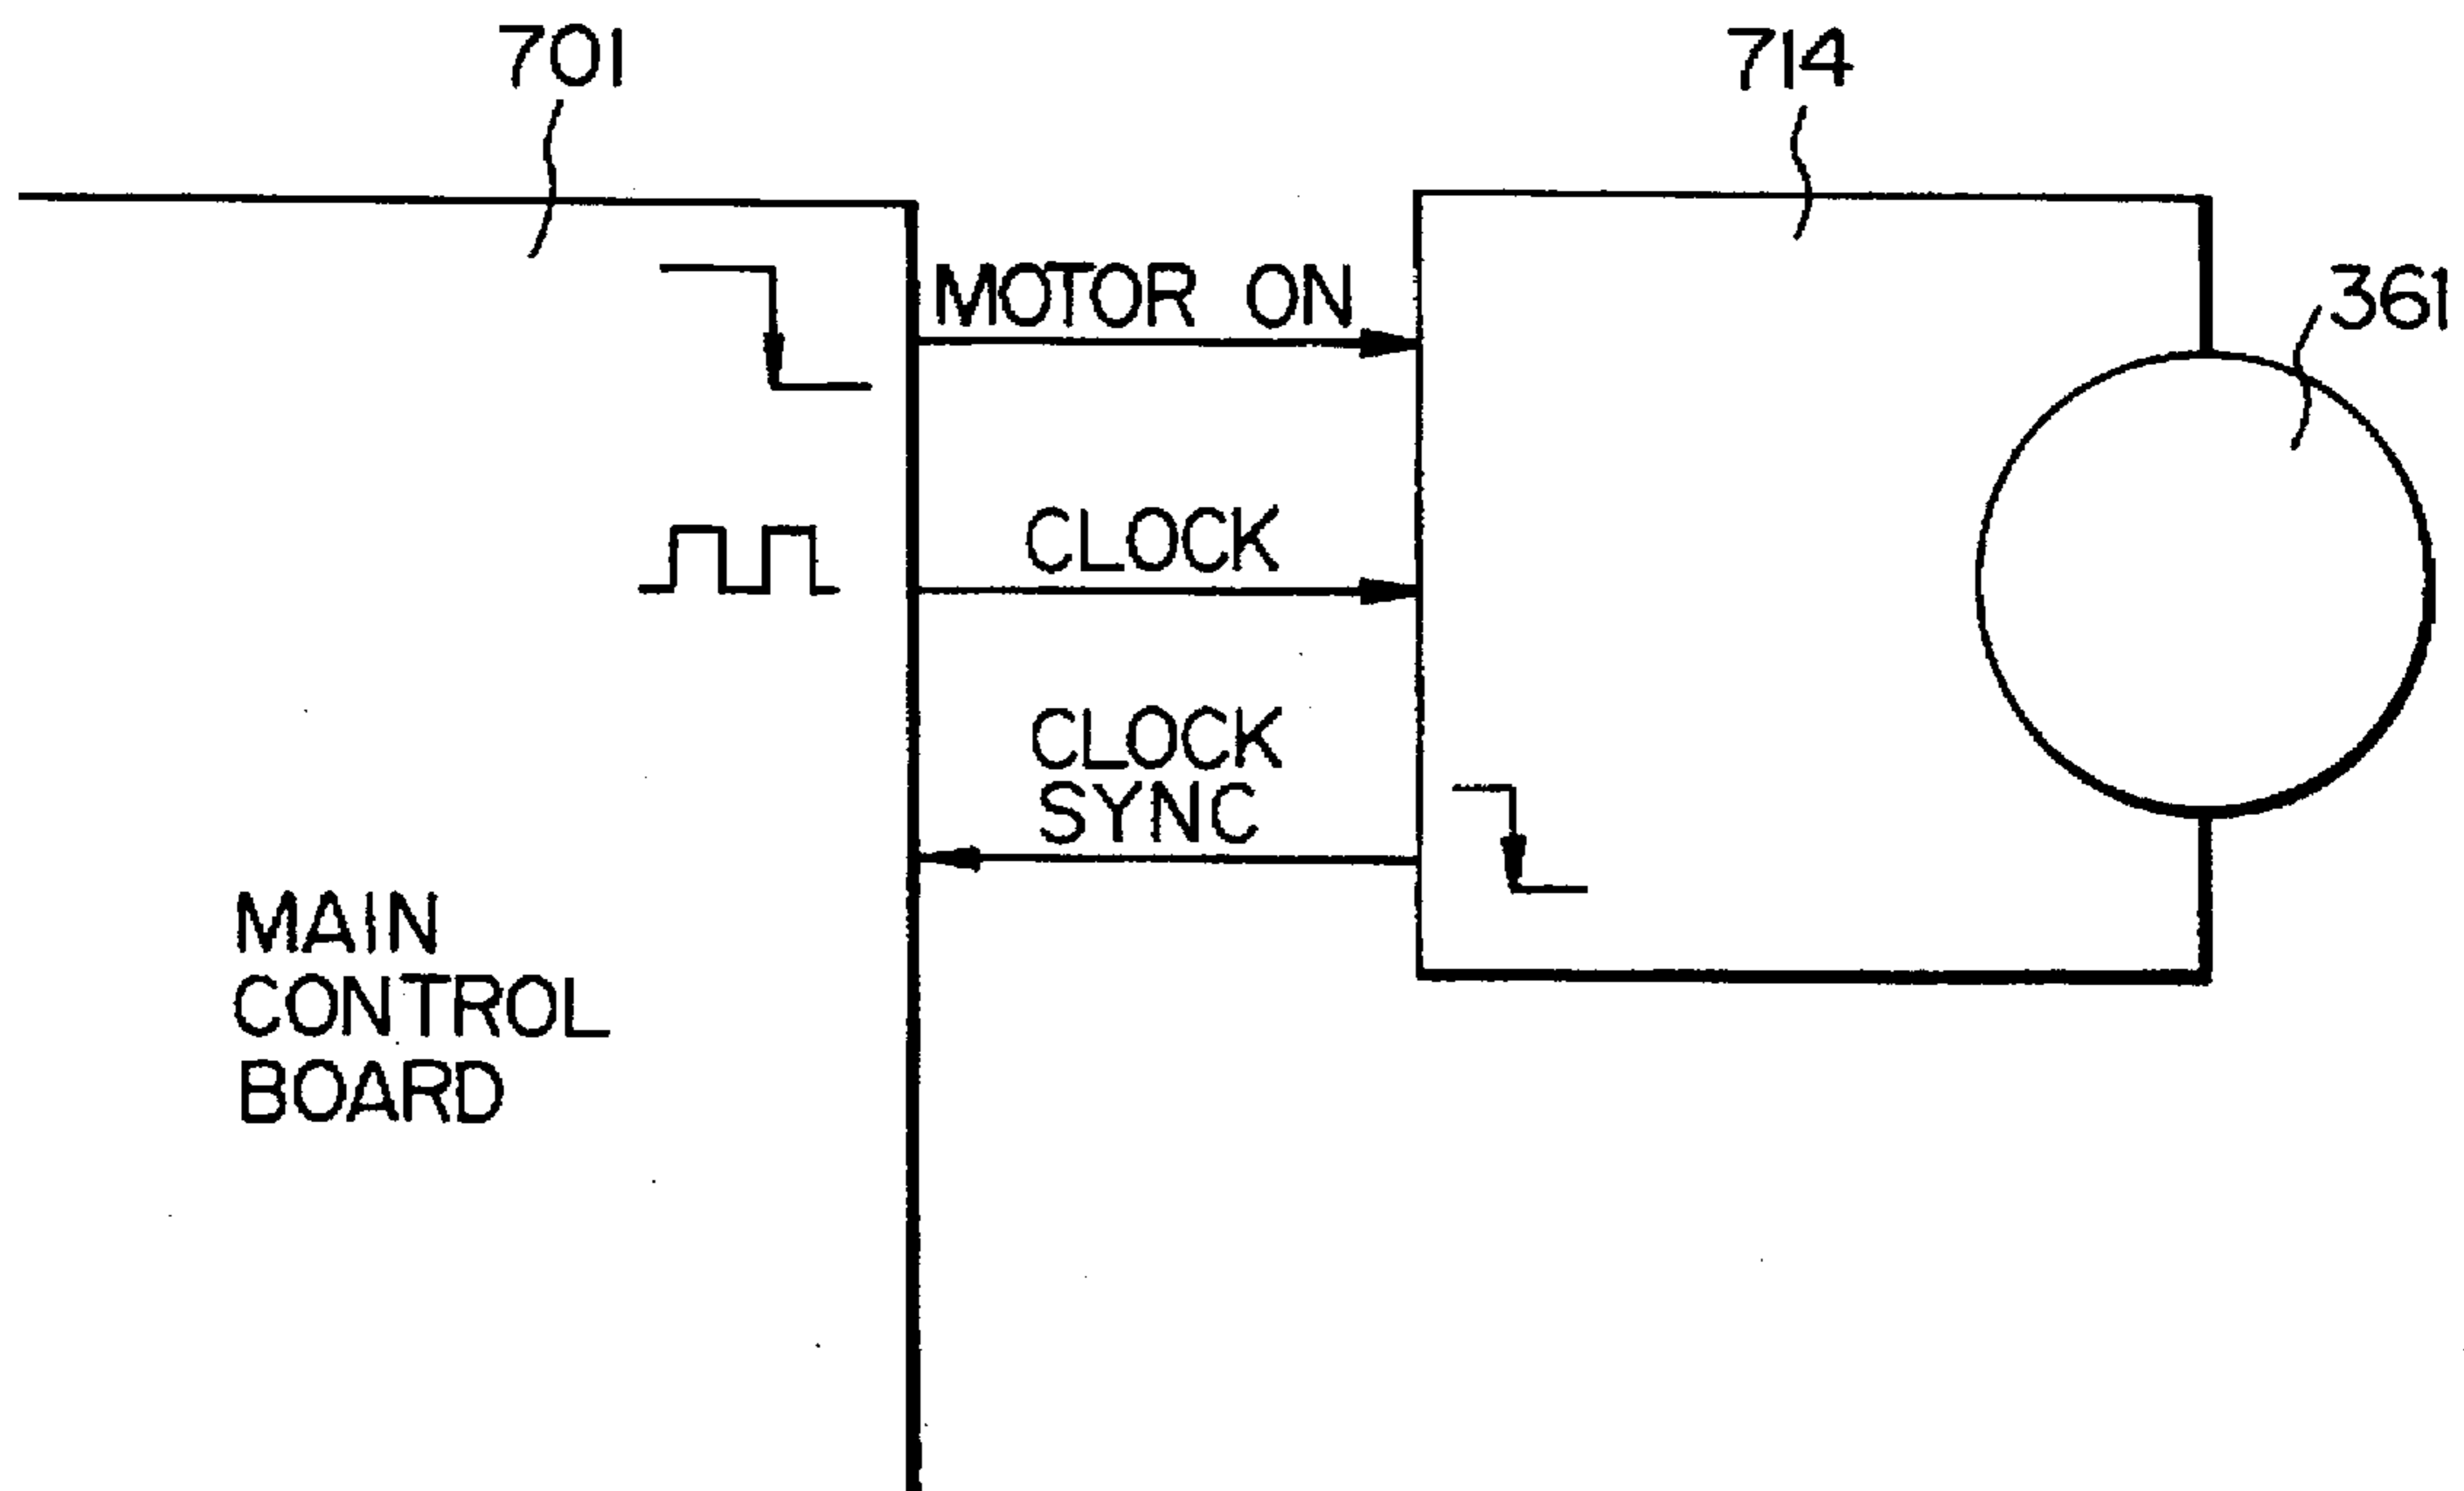 701
714
361
MOTOR ON
CLOCK
CLOCK
SYNC
MAIN
CONTROL
BOARD